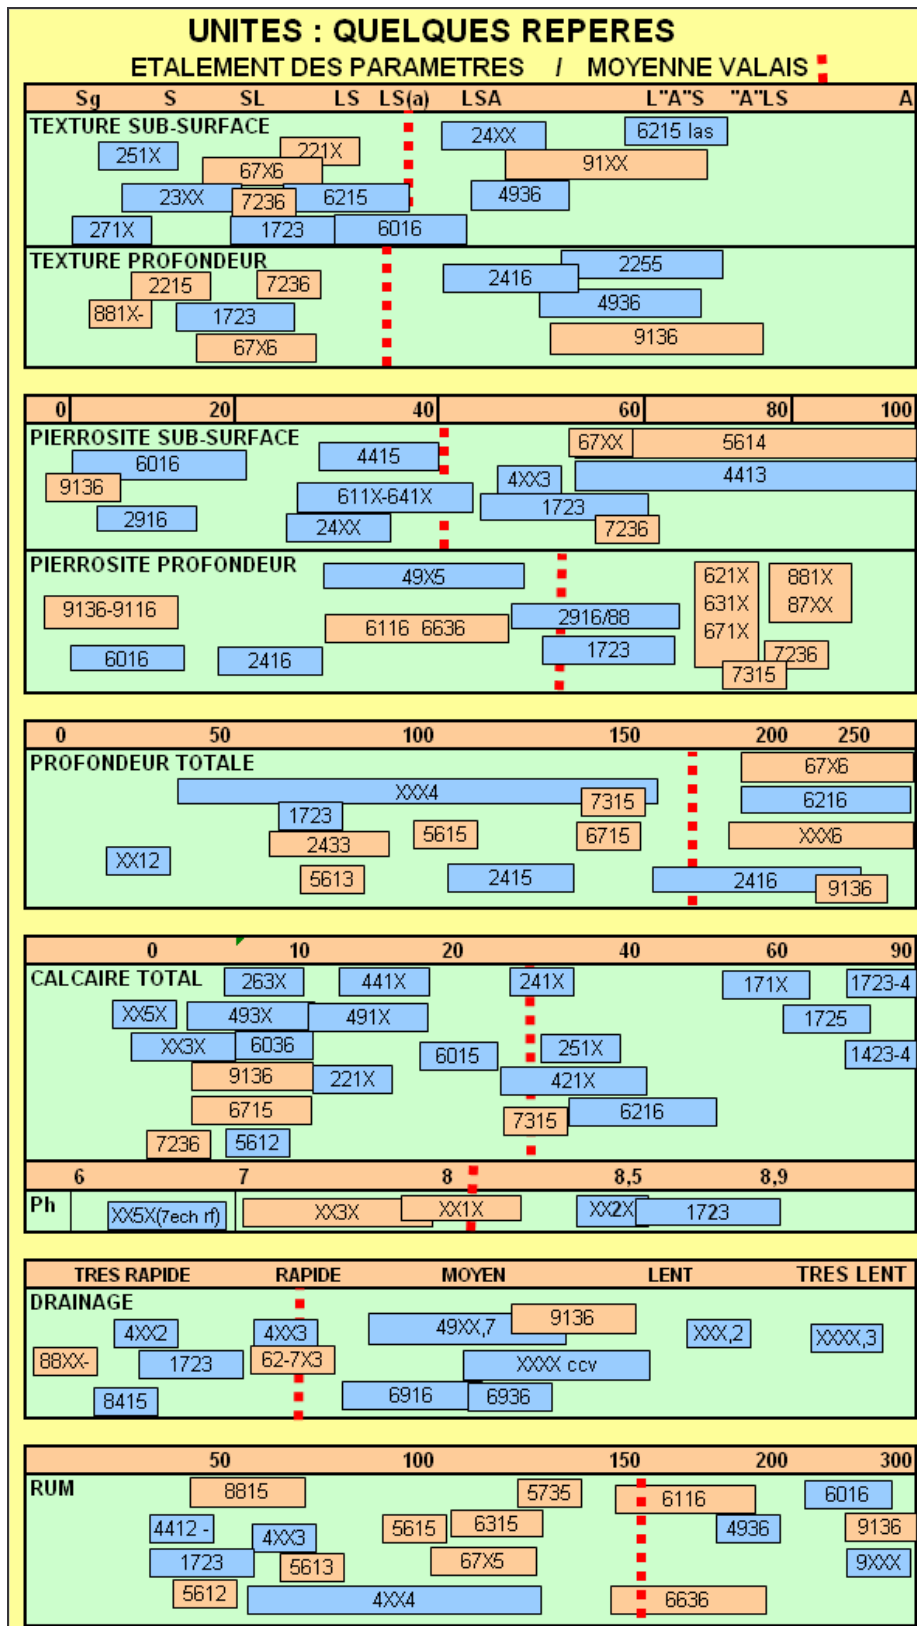 UNITES : QUELQUES REPERES
ETALEMENT DES PARAMETRES / MOYENNE VALAIS
Sg S SL LS LS(a) LSA L"A"S "A"LS A
TEXTURE SUB-SURFACE
24XX 6215 las
251X 221X
67X6 91XX
23XX 7236 6215 4936
271X 1723 6016
TEXTURE PROFONDEUR
2255
2215 7236 2416
881X- 1723 4936
67X6 9136
0 20 40 60 80 100
PIERROSITE SUB-SURFACE
67XX 5614
6016 4415
9136 4XX3 4413
611X-641X
2916 24XX 1723
7236
PIERROSITE PROFONDEUR
49X5 621X 881X
9136-9116 631X 87XX
6116 6636 2916/88 671X
6016 2416 1723 7236
7315
0 50 100 150 200 250
PROFONDEUR TOTALE
67X6
XXX4 7315 6216
1723
2433 5615 6715 XXX6
XX12
5613 2415 2416 9136
0 10 20 40 60 90
CALCAIRE TOTAL
263X 441X 241X 171X 1723-4
XX5X 493X 491X 1725
XX3X 6036 6015 251X 1423-4
9136 221X 421X
6715 7315 6216
7236 5612
6 7 8 8,5 8,9
Ph
XX5X(7ech rf) XX3X XX1X XX2X 1723
TRES RAPIDE RAPIDE MOYEN LENT TRES LENT
DRAINAGE
4XX2 4XX3 49XX,7 9136 XXX,2 XXXX,3
88XX- 1723 62-7X3 XXXX ccv
8415 6916 6936
50 100 150 200 300
RUM
8815 5735 6116 6016
4412 - 4XX3 5615 6315 4936 9136
1723 5613 67X5 9XXX
5612 4XX4 6636